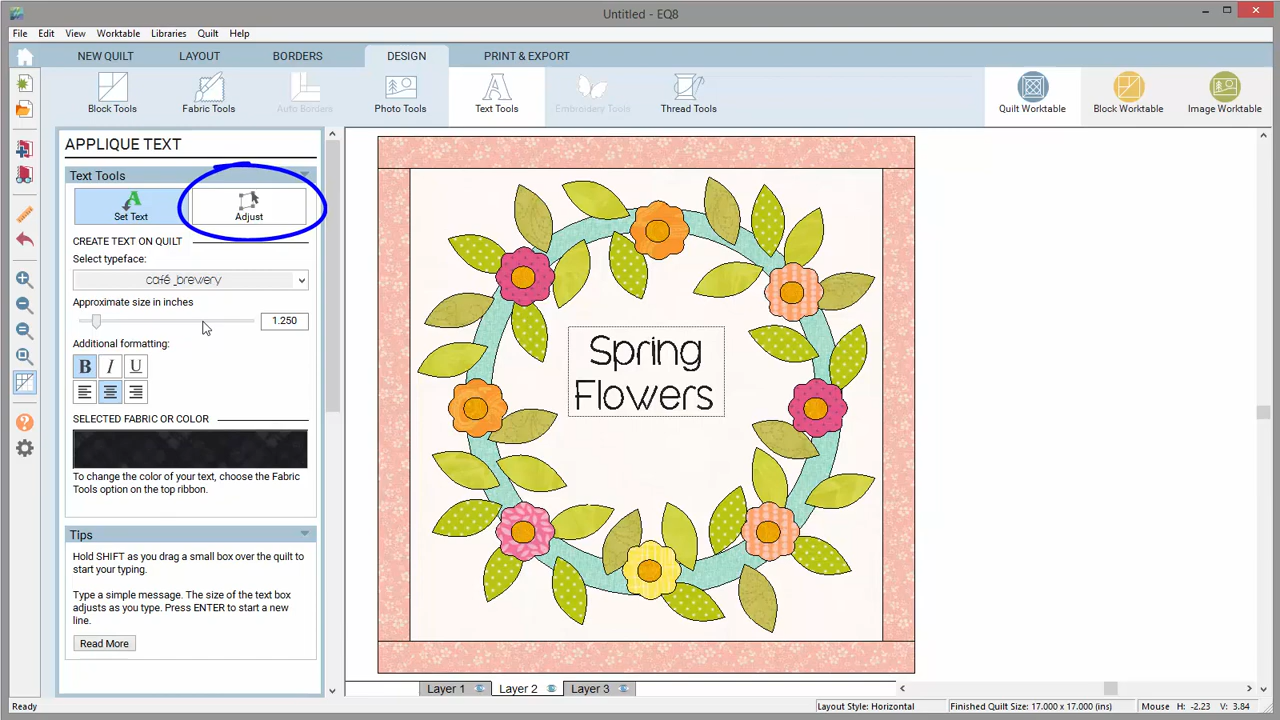 Untitled - EQ8
File Edit View Worktable Libraries Quilt Help
NEW QUILT LAYOUT BORDERS DESIGN PRINT & EXPORT
Block Tools Fabric Tools Auto Borders Photo Tools Text Tools Embroidery Tools Thread Tools Quilt Worktable Block Worktable Image Worktable
APPLIQUE TEXT
Text Tools
Set Text Adjust
CREATE TEXT ON QUILT
Select typeface:
café_brewery
Approximate size in inches
1.250
Additional formatting:
B I U
SELECTED FABRIC OR COLOR
To change the color of your text, choose the Fabric
Tools option on the top ribbon.
Tips
Hold SHIFT as you drag a small box over the quilt to
start your typing.
Type a simple message. The size of the text box
adjusts as you type. Press ENTER to start a new
line.
Read More
Spring
Flowers
Layer 1 Layer 2 Layer 3
Ready Layout Style: Horizontal Finished Quilt Size: 17.000 x 17.000 (ins) Mouse H: -2.23 V: 3.84